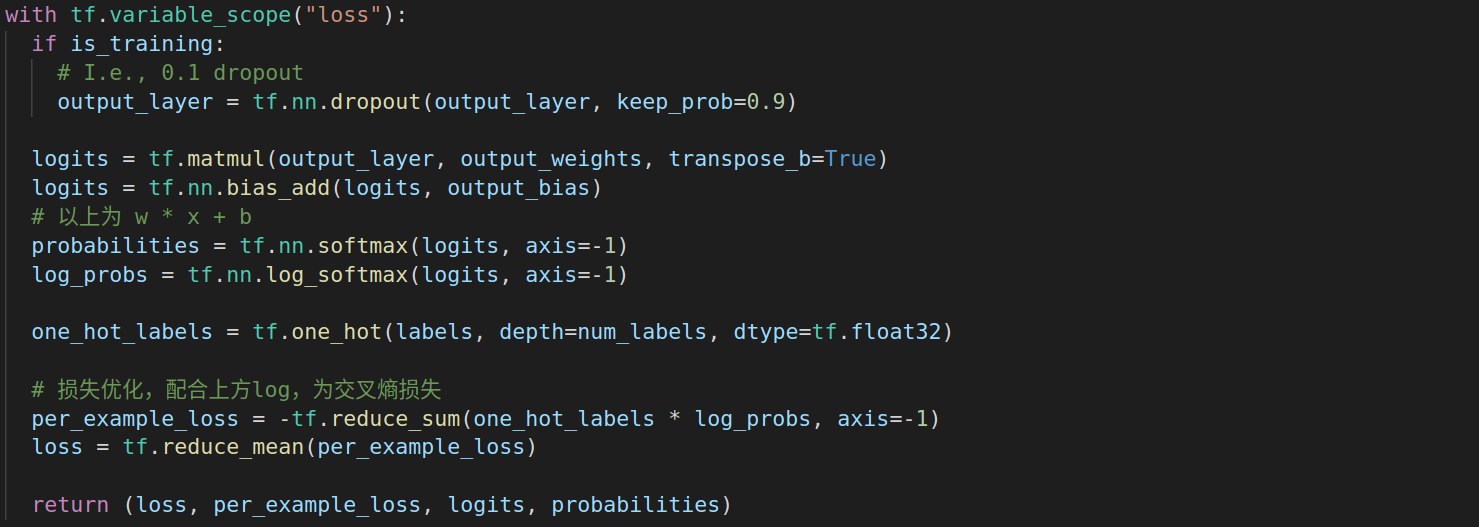 with tf.variable_scope("loss"):
  if is_training:
    # I.e., 0.1 dropout
    output_layer = tf.nn.dropout(output_layer, keep_prob=0.9)
  logits = tf.matmul(output_layer, output_weights, transpose_b=True)
  logits = tf.nn.bias_add(logits, output_bias)
  # 以上为 w * x + b
  probabilities = tf.nn.softmax(logits, axis=-1)
  log_probs = tf.nn.log_softmax(logits, axis=-1)
  one_hot_labels = tf.one_hot(labels, depth=num_labels, dtype=tf.float32)
  # 损失优化，配合上方log，为交叉熵损失
  per_example_loss = -tf.reduce_sum(one_hot_labels * log_probs, axis=-1)
  loss = tf.reduce_mean(per_example_loss)
  return (loss, per_example_loss, logits, probabilities)